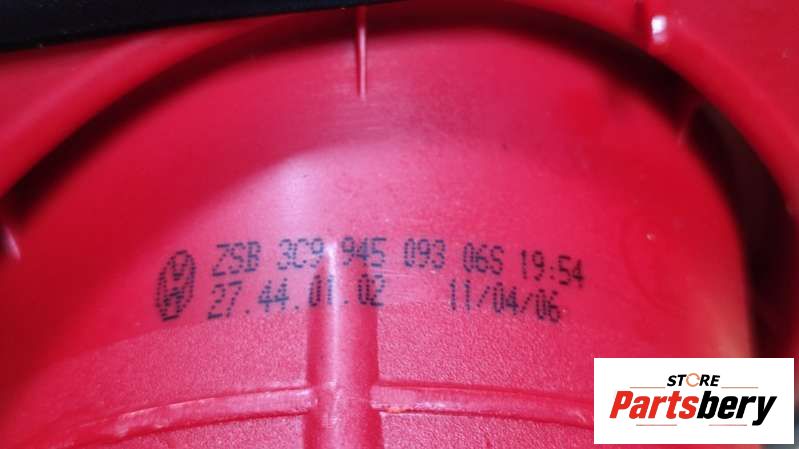 ZSB 3C9 945 093 06S 19:54
27.44.01.02 11/04/06
STORE
Partsbery